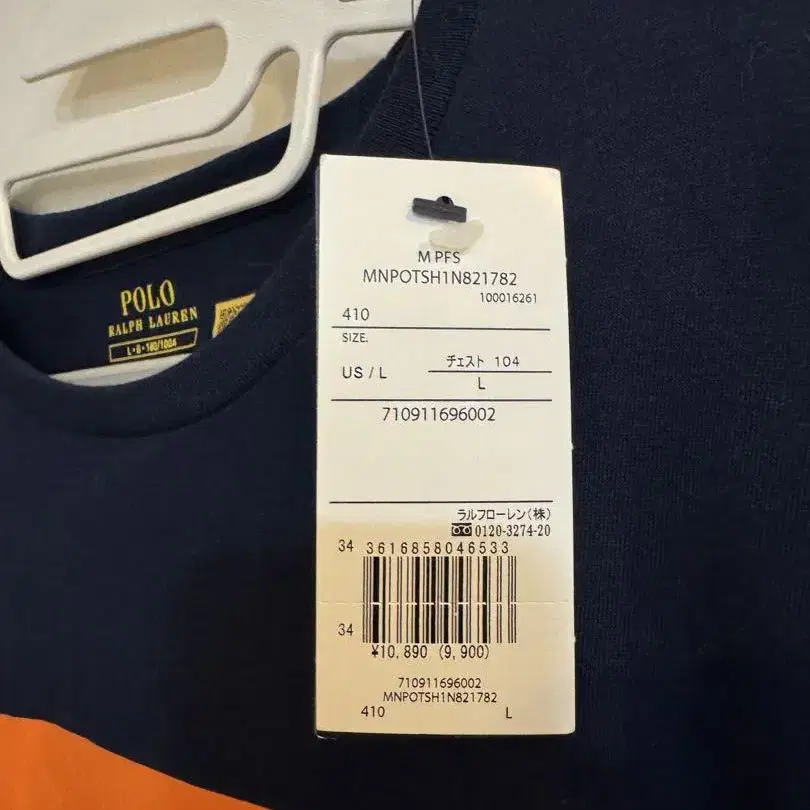 POLO
RALPH LAUREN
L・G・180/100A
M PFS
MNPOTSH1N821782
100016261
410
SIZE.
US / L
チェスト 104
L
710911696002
ラルフローレン(株)
0120-3274-20
34 3616858046533
34
¥10,890 (9,900)
710911696002
MNPOTSH1N821782
410 L